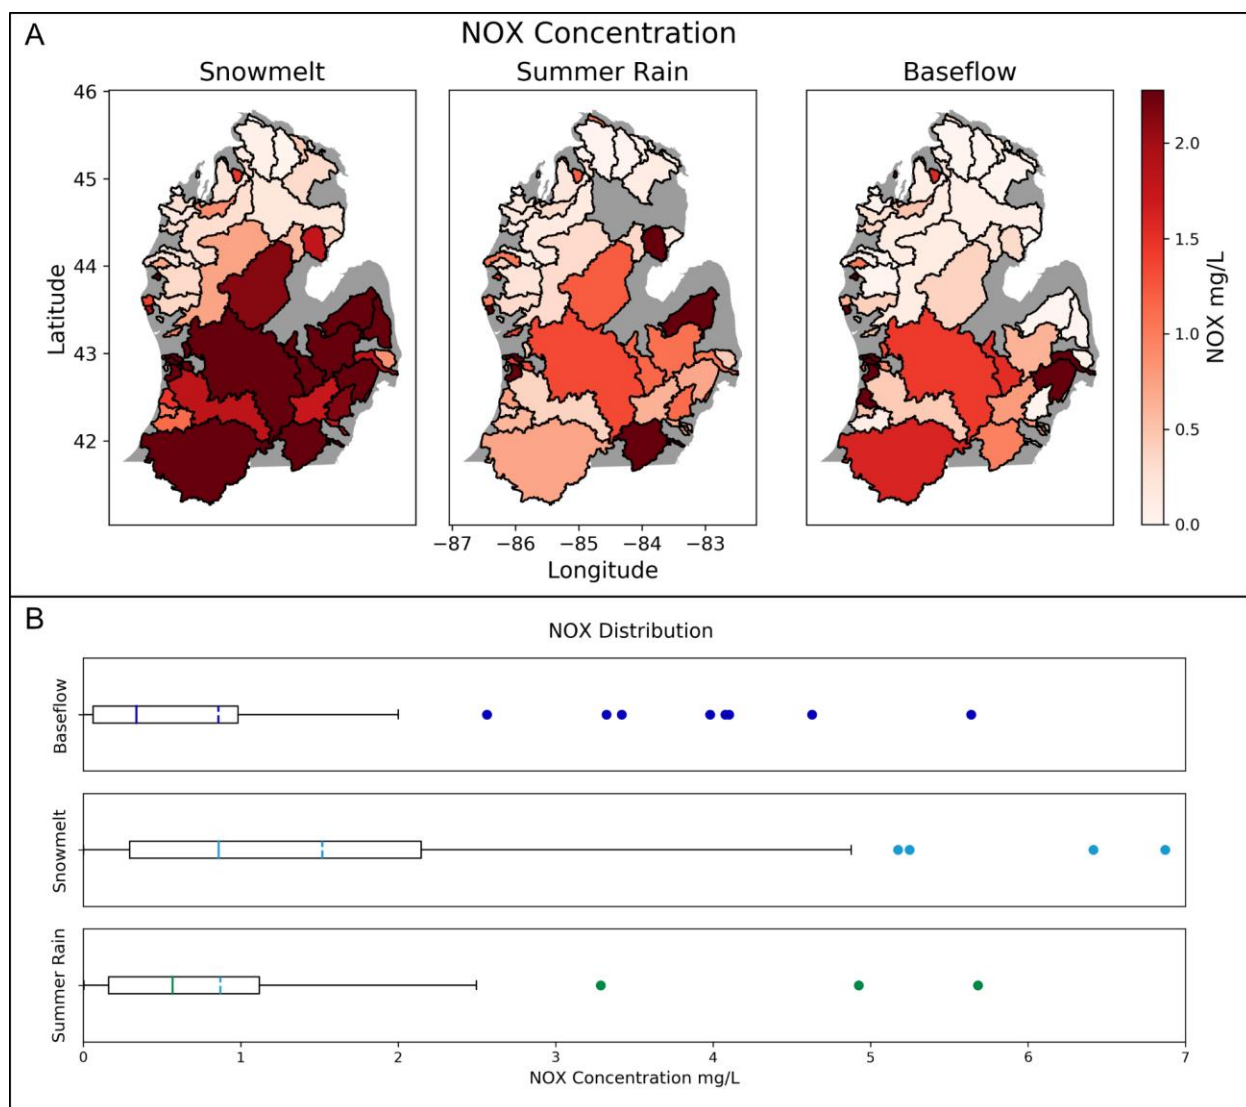 A
NOX Concentration
Snowmelt
Summer Rain
Baseflow
46
45
44
43
42
Latitude
−87
−86
−85
−84
−83
Longitude
2.0
1.5
1.0
0.5
0.0
NOX mg/L
B
NOX Distribution
Baseflow
Snowmelt
Summer Rain
0
1
2
3
4
5
6
7
NOX Concentration mg/L